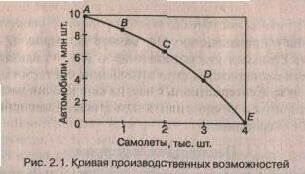 A
10
B
8
C
6
D
4
2
E
0
1
2
3
4
Автомобили, млн шт.
Самолеты, тыс. шт.
Рис. 2.1. Кривая производственных возможностей